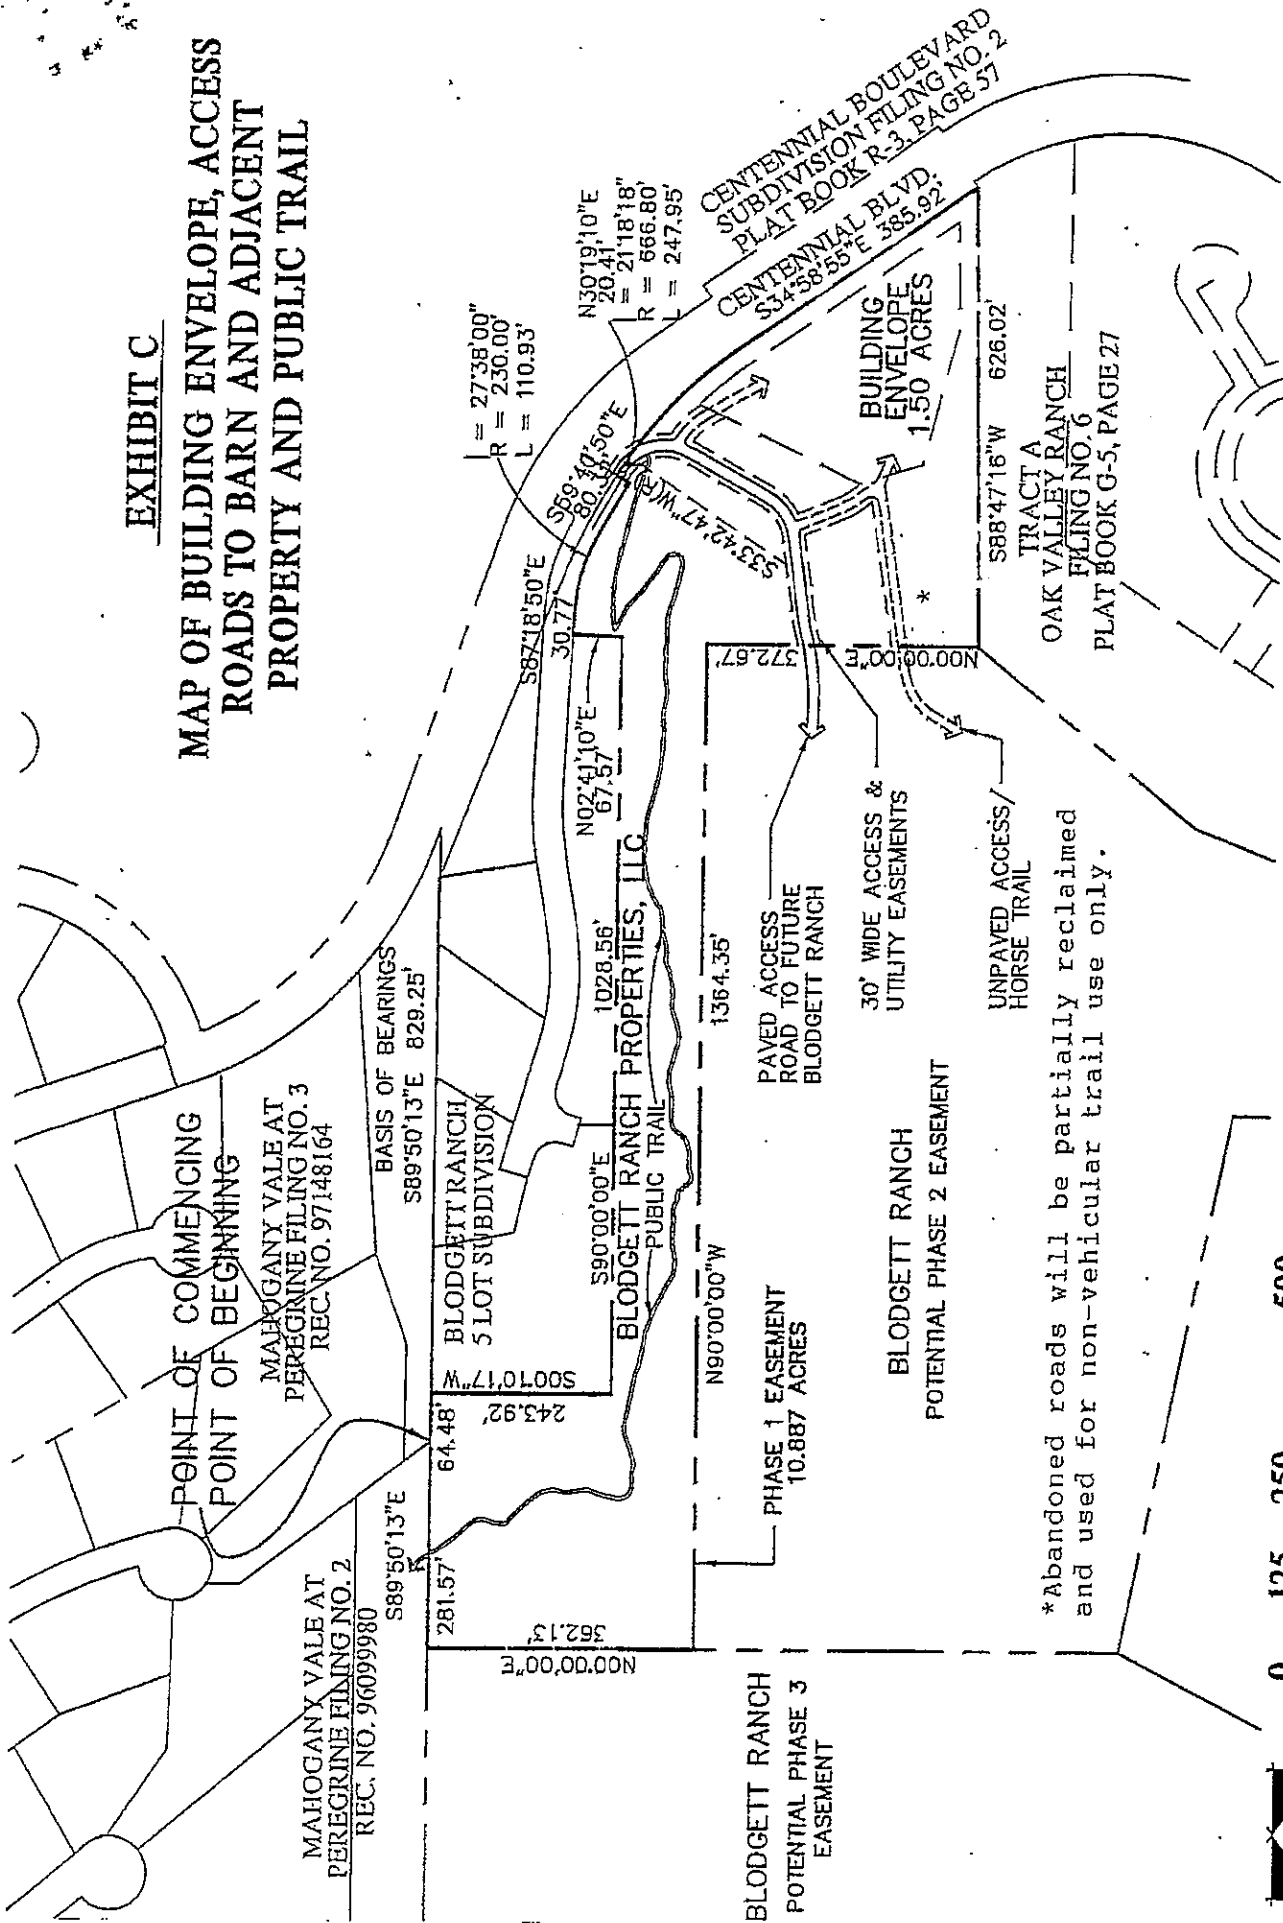 EXHIBIT C
MAP OF BUILDING ENVELOPE, ACCESS
ROADS TO BARN AND ADJACENT
PROPERTY AND PUBLIC TRAIL
POINT OF COMMENCING
POINT OF BEGINNING
MAHOGANY VALE AT
PEREGRINE FILING NO. 3
REC. NO. 97148164
MAHOGANY VALE AT
PEREGRINE FILING NO. 2
REC. NO. 96099980
BASIS OF BEARINGS
S89°50'13"E 829.25'
S89°50'13"E
281.57'
64.48'
BLODGETT RANCH
5 LOT SUBDIVISION
S00°10'17"W
243.92'
N00°00'00"E
362.13'
S90°00'00"E
1028.56'
BLODGETT RANCH PROPERTIES, LLC
PUBLIC TRAIL
N90°00'00"W
1364.35'
N02°41'10"E
67.57
S87°18'50"E
30.77
= 27°38'00"
R = 230.00'
L = 110.93'
S59°40'50"E
N30°19'10"E
20.41'
= 21°18'18"
R = 666.80'
L = 247.95'
CENTENNIAL BOULEVARD
SUBDIVISION FILING NO. 2
PLAT BOOK R-3, PAGE 57
CENTENNIAL BLVD.
S34°58'55"E 385.92'
S33°42'47"W(R)
BUILDING
ENVELOPE
1.50 ACRES
S88°47'16"W 626.02'
TRACT A
OAK VALLEY RANCH
FILING NO. 6
PLAT BOOK G-5, PAGE 27
*
372.67'
N00°00'00"E
PAVED ACCESS
ROAD TO FUTURE
BLODGETT RANCH
30' WIDE ACCESS &
UTILITY EASEMENTS
UNPAVED ACCESS/
HORSE TRAIL
PHASE 1 EASEMENT
10.887 ACRES
BLODGETT RANCH
POTENTIAL PHASE 2 EASEMENT
BLODGETT RANCH
POTENTIAL PHASE 3
EASEMENT
*Abandoned roads will be partially reclaimed
and used for non-vehicular trail use only.
0 125 250 500